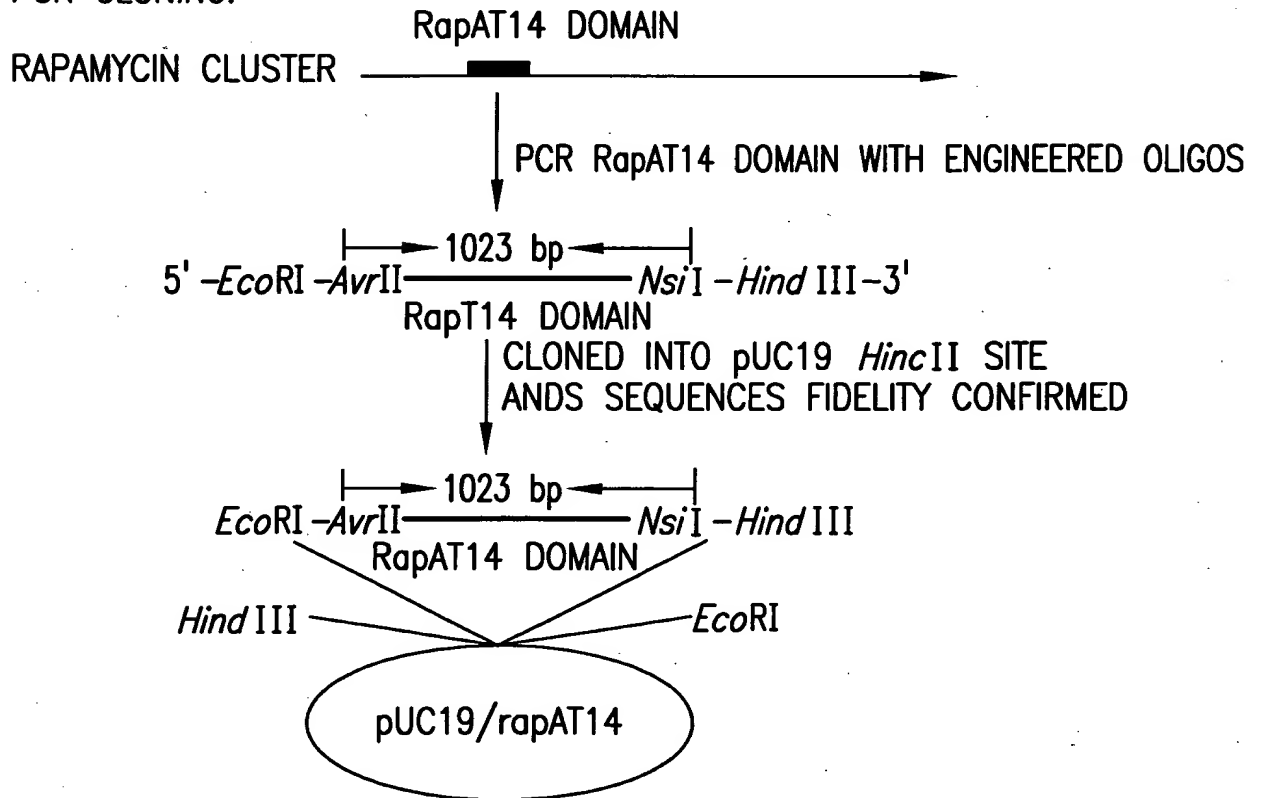 RapAT14 DOMAIN
RAPAMYCIN CLUSTER
PCR RapAT14 DOMAIN WITH ENGINEERED OLIGOS
1023 bp
5' -EcoRI -AvrII NsiI -Hind III-3'
RapT14 DOMAIN
CLONED INTO pUC19 HincII SITE
ANDS SEQUENCES FIDELITY CONFIRMED
1023 bp
EcoRI -AvrII NsiI -Hind III
RapAT14 DOMAIN
Hind III EcoRI
pUC19/rapAT14